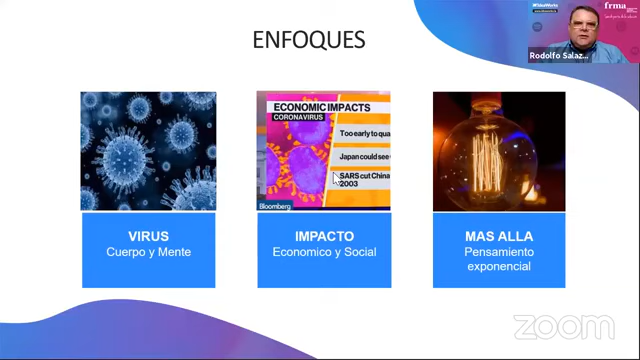 ENFOQUES
frma
Rodolfo Salaz...
ECONOMIC IMPACTS
CORONAVIRUS
Too early to qua
Japan could see
SARS cut China
2003
Bloomberg
VIRUS
Cuerpo y Mente
IMPACTO
Economico y Social
MAS ALLA
Pensamiento
exponencial
zoom